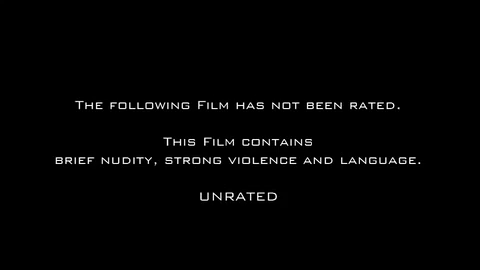 The following Film has not been rated.
This Film contains
brief nudity, strong violence and language.
UNRATED